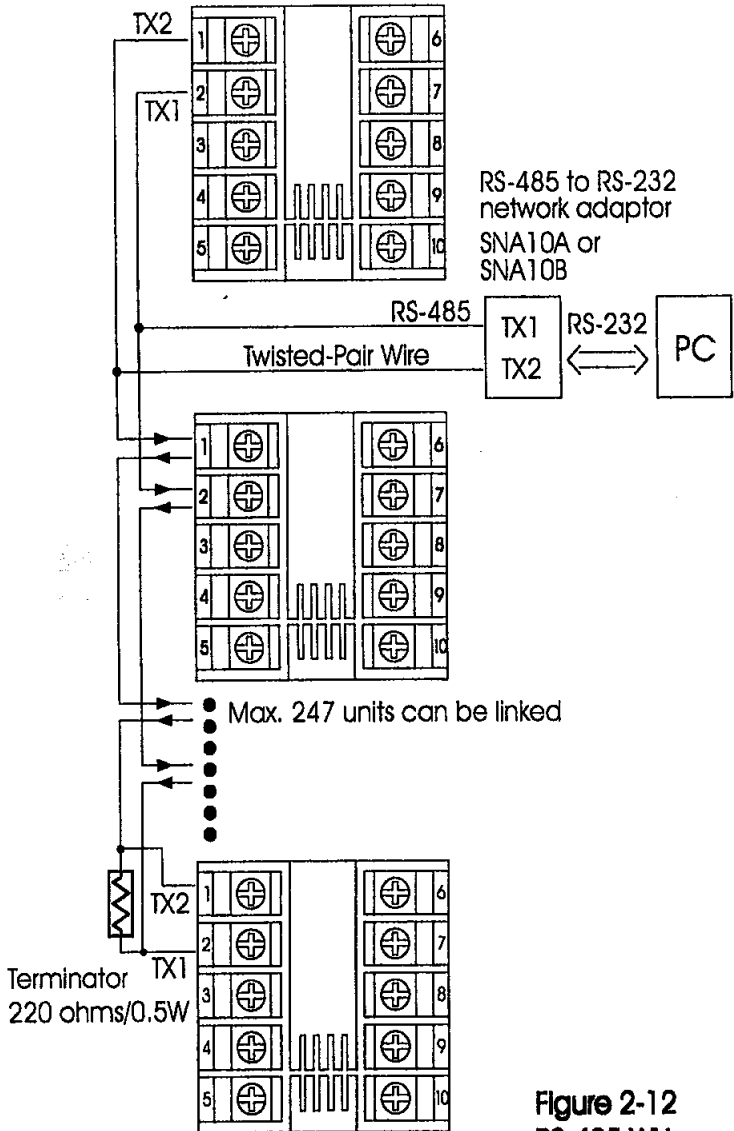 TX2
1
6
2
7
TX1
3
8
4
9
5
10
RS-485 to RS-232
network adaptor
SNA10A or
SNA10B
RS-485
TX1
RS-232
PC
Twisted-Pair Wire
TX2
1
6
2
7
3
8
4
9
5
10
Max. 247 units can be linked
1
6
TX2
2
7
TX1
Terminator
3
8
220 ohms/0.5W
4
9
5
10
Figure 2-12